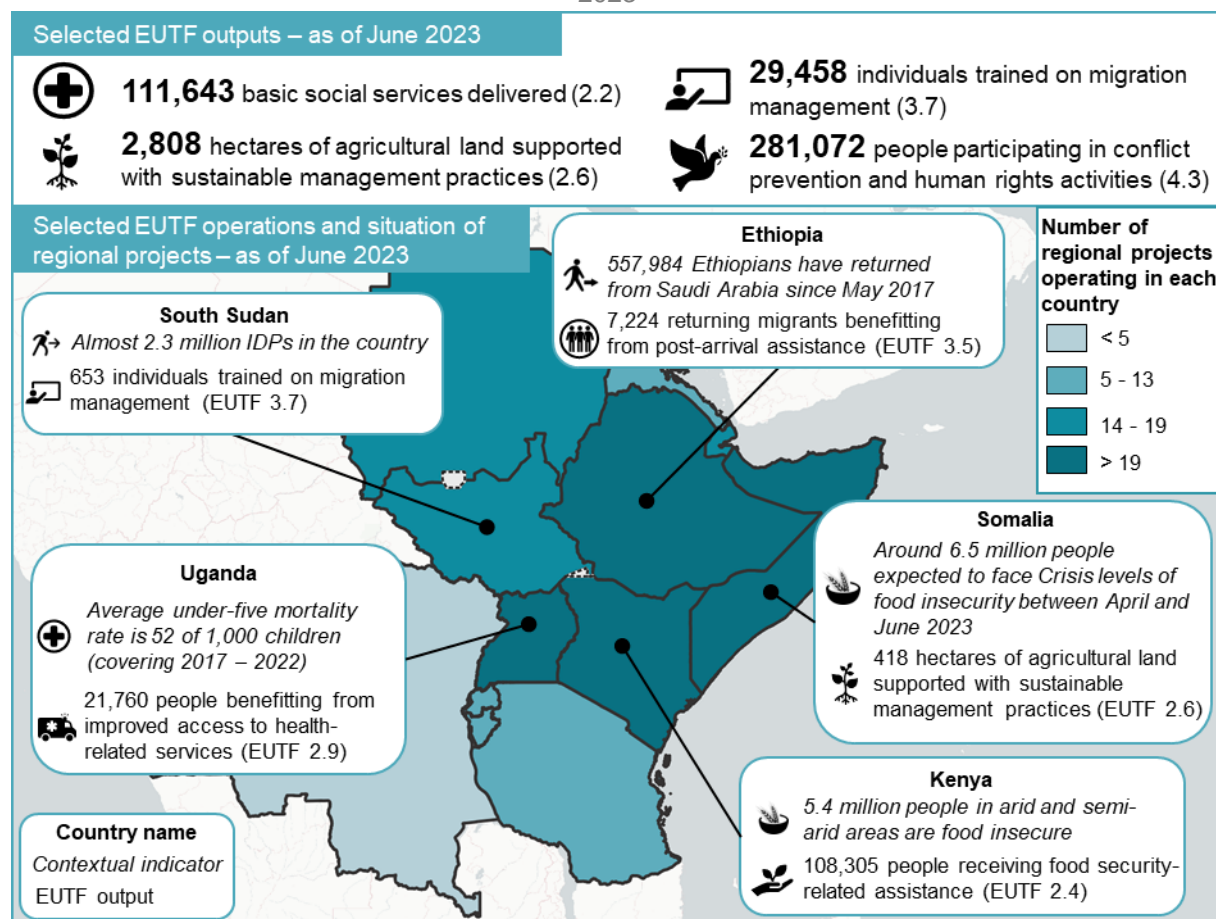 Selected EUTF outputs – as of June 2023
111,643 basic social services delivered (2.2)
2,808 hectares of agricultural land supported
with sustainable management practices (2.6)
29,458 individuals trained on migration
management (3.7)
281,072 people participating in conflict
prevention and human rights activities (4.3)
Selected EUTF operations and situation of
regional projects – as of June 2023
Number of
regional projects
operating in each
country
< 5
5 - 13
14 - 19
> 19
Ethiopia
557,984 Ethiopians have returned
from Saudi Arabia since May 2017
7,224 returning migrants benefitting
from post-arrival assistance (EUTF 3.5)
South Sudan
Almost 2.3 million IDPs in the country
653 individuals trained on migration
management (EUTF 3.7)
Somalia
Around 6.5 million people
expected to face Crisis levels of
food insecurity between April and
June 2023
418 hectares of agricultural land
supported with sustainable
management practices (EUTF 2.6)
Uganda
Average under-five mortality
rate is 52 of 1,000 children
(covering 2017 – 2022)
21,760 people benefitting from
improved access to health-
related services (EUTF 2.9)
Kenya
5.4 million people in arid and semi-
arid areas are food insecure
108,305 people receiving food security-
related assistance (EUTF 2.4)
Country name
Contextual indicator
EUTF output